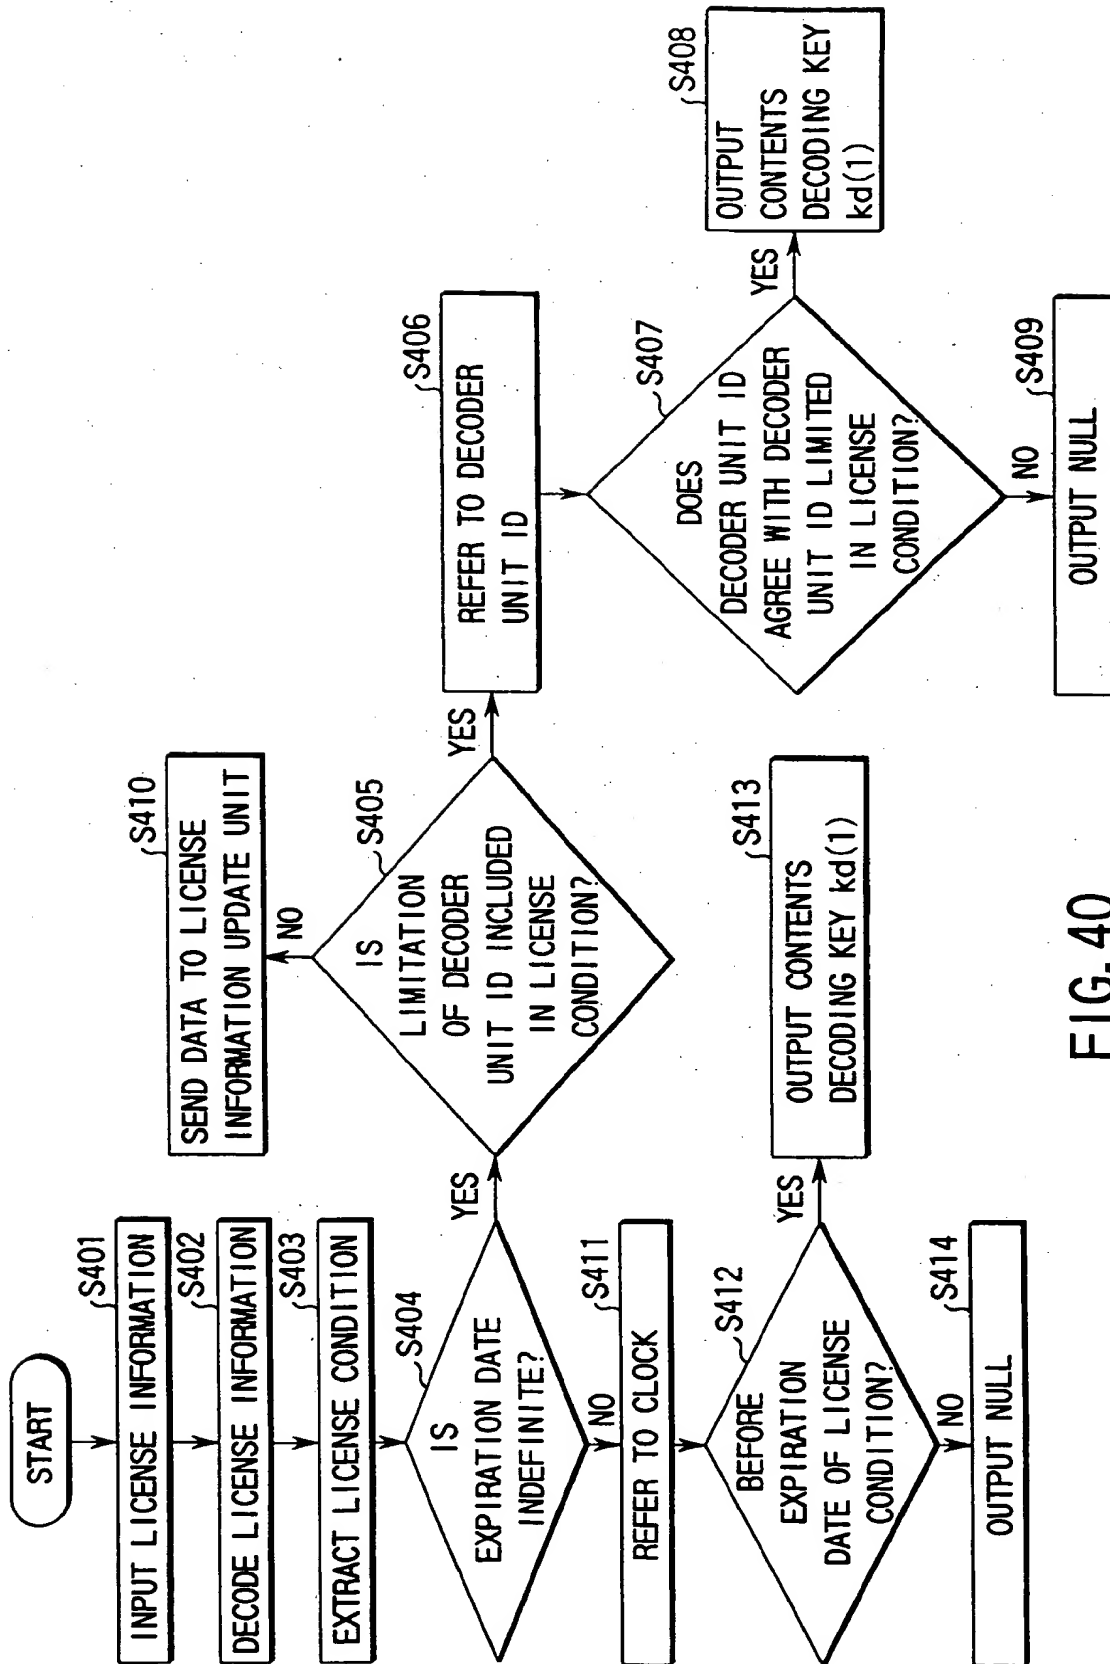 START
S401
INPUT LICENSE INFORMATION
S402
DECODE LICENSE INFORMATION
S403
EXTRACT LICENSE CONDITION
S404
IS
EXPIRATION DATE
INDEFINITE?
YES
NO
S405
IS
LIMITATION
OF DECODER
UNIT ID INCLUDED
IN LICENSE
CONDITION?
YES
NO
S410
SEND DATA TO LICENSE
INFORMATION UPDATE UNIT
S406
REFER TO DECODER
UNIT ID
S407
DOES
DECODER UNIT ID
AGREE WITH DECODER
UNIT ID LIMITED
IN LICENSE
CONDITION?
YES
NO
S408
OUTPUT
CONTENTS
DECODING KEY
kd(1)
S409
OUTPUT NULL
S411
REFER TO CLOCK
S412
BEFORE
EXPIRATION
DATE OF LICENSE
CONDITION?
YES
NO
S413
OUTPUT CONTENTS
DECODING KEY kd(1)
S414
OUTPUT NULL
FIG. 40